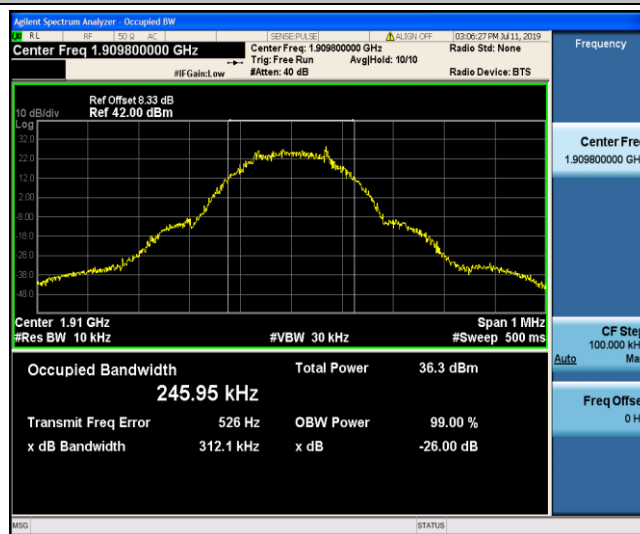 Agilent Spectrum Analyzer - Occupied BW
RL RF 50 Ω AC SENSE:PULSE ALIGN OFF 03:06:27 PM Jul 11, 2019
Center Freq 1.909800000 GHz
Center Freq: 1.909800000 GHz
Radio Std: None
Trig: Free Run Avg|Hold: 10/10
#IFGain:Low
#Atten: 40 dB
Radio Device: BTS
Frequency
Ref Offset 8.33 dB
10 dB/div Ref 42.00 dBm
Log
32.0
22.0
12.0
2.00
-8.00
-18.0
-28.0
-38.0
-48.0
Center Fre
1.909800000 GH
Center 1.91 GHz
Span 1 MHz
#Res BW 10 kHz
#VBW 30 kHz
#Sweep 500 ms
CF Ste
100.000 kH
Auto Ma
Occupied Bandwidth
Total Power 36.3 dBm
245.95 kHz
Transmit Freq Error 526 Hz OBW Power 99.00 %
x dB Bandwidth 312.1 kHz x dB -26.00 dB
Freq Offse
0 H
MSG STATUS